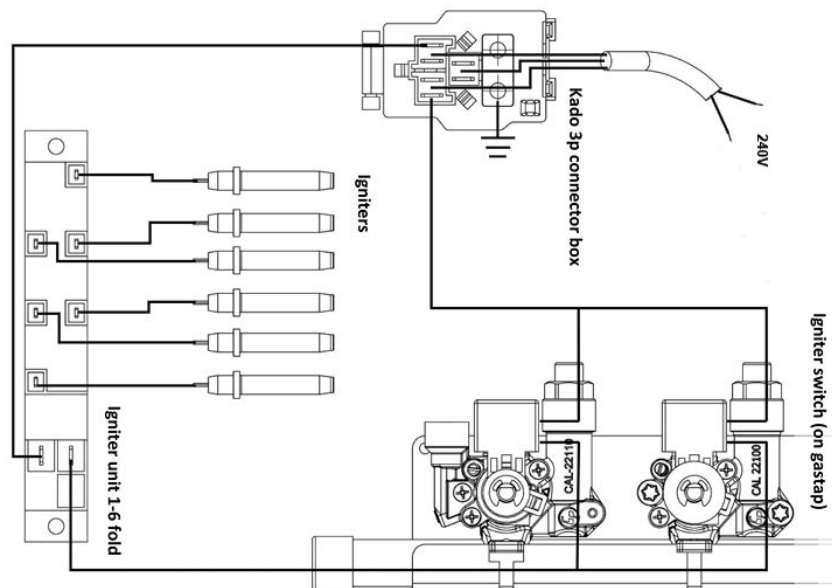 Kado 3p connector box
240V
Igniters
Igniter switch (on gastap)
Igniter unit 1-6 fold
CAL-22110
CAL 22100